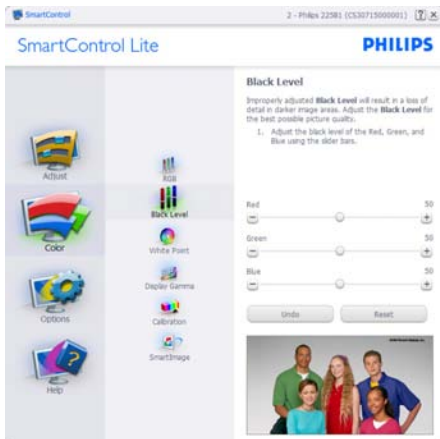 SmartControl
2 - Philips 225B1 (CS30715000001)
SmartControl Lite
PHILIPS
Adjust
Color
Options
Help
RGB
Black Level
White Point
Display Gamma
Calibration
SmartImage
Black Level
Improperly adjusted Black Level will result in a loss of
detail in darker image areas. Adjust the Black Level for
the best possible picture quality.
1. Adjust the black level of the Red, Green, and
Blue using the slider bars.
Red 50
Green 50
Blue 50
Undo Reset